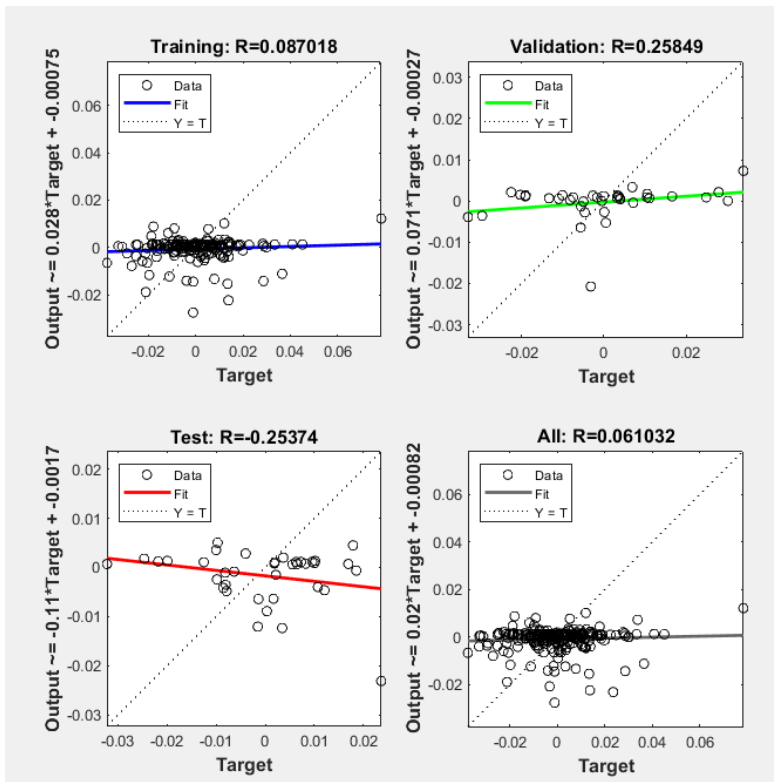 Training: R=0.087018
Output ~= 0.028*Target + -0.00075
0.06
0.04
0.02
0
-0.02
Data
Fit
Y = T
-0.02
0
0.02
0.04
0.06
Target
Validation: R=0.25849
Output ~= 0.071*Target + -0.00027
0.03
0.02
0.01
0
-0.01
-0.02
-0.03
Data
Fit
Y = T
-0.02
0
0.02
Target
Test: R=-0.25374
Output ~= -0.11*Target + -0.0017
0.02
0.01
0
-0.01
-0.02
-0.03
Data
Fit
Y = T
-0.03
-0.02
-0.01
0
0.01
0.02
Target
All: R=0.061032
Output ~= 0.02*Target + -0.00082
0.06
0.04
0.02
0
-0.02
Data
Fit
Y = T
-0.02
0
0.02
0.04
0.06
Target